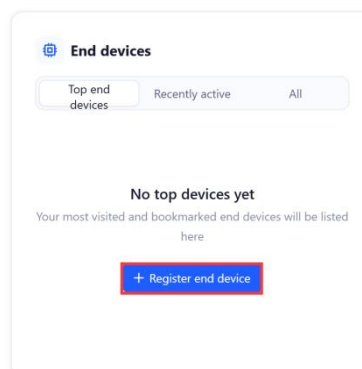 End devices
Top end
devices
Recently active
All
No top devices yet
Your most visited and bookmarked end devices will be listed
here
+ Register end device